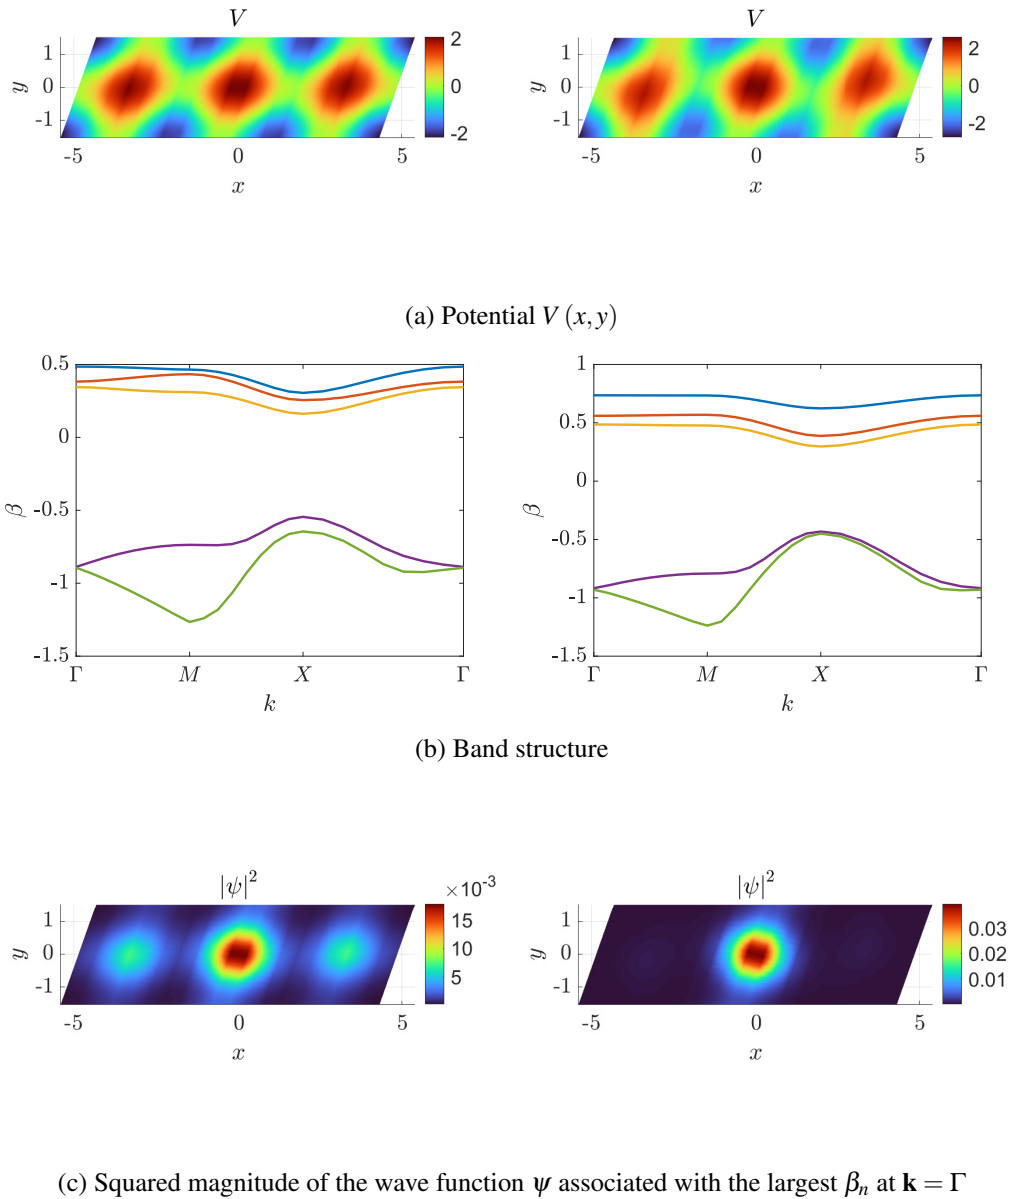 V
V
1
0
-1
y
-5
0
5
x
2
0
-2
1
0
-1
y
-5
0
5
x
2
0
-2
(a) Potential V (x, y)
0.5
0
-0.5
-1
-1.5
β
Γ
M
X
Γ
k
1
0.5
0
-0.5
-1
-1.5
β
Γ
M
X
Γ
k
(b) Band structure
|ψ|²
×10⁻³
1
0
-1
y
-5
0
5
x
15
10
5
|ψ|²
1
0
-1
y
-5
0
5
x
0.03
0.02
0.01
(c) Squared magnitude of the wave function ψ associated with the largest βₙ at k = Γ